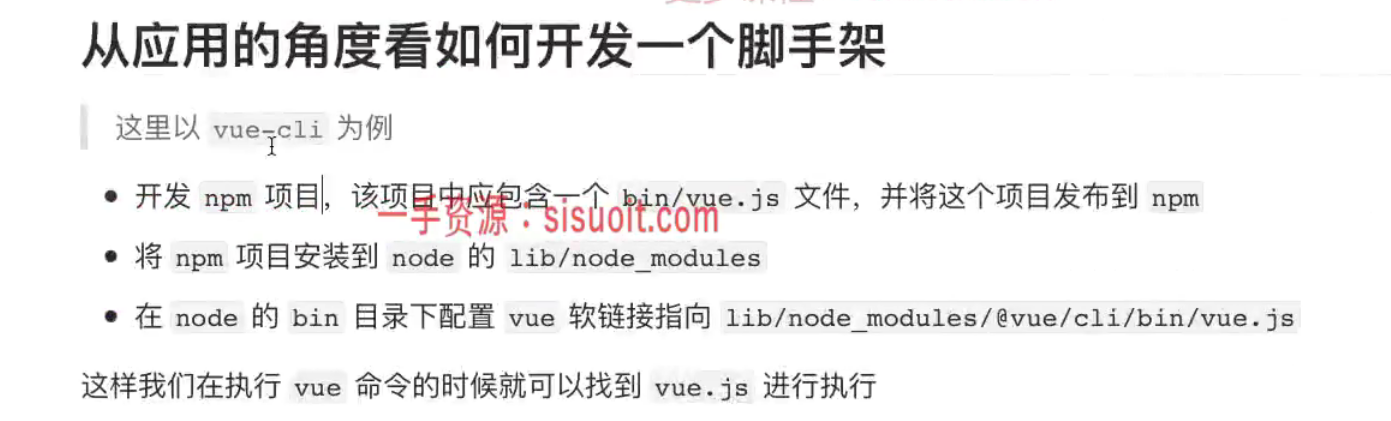 从应用的角度看如何开发一个脚手架
这里以 vue-cli 为例
开发 npm 项目，该项目中应包含一个 bin/vue.js 文件，并将这个项目发布到 npm
一手资源：sisuoit.com
将 npm 项目安装到 node 的 lib/node_modules
在 node 的 bin 目录下配置 vue 软链接指向 lib/node_modules/@vue/cli/bin/vue.js
这样我们在执行 vue 命令的时候就可以找到 vue.js 进行执行